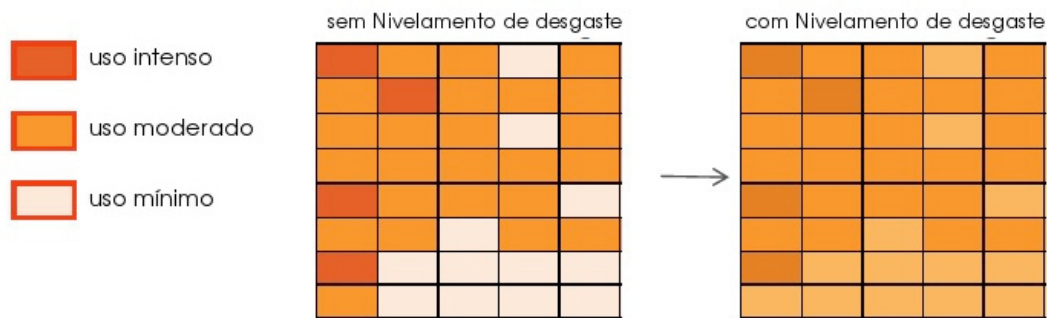 sem Nivelamento de desgaste
com Nivelamento de desgaste
uso intenso
uso moderado
uso mínimo